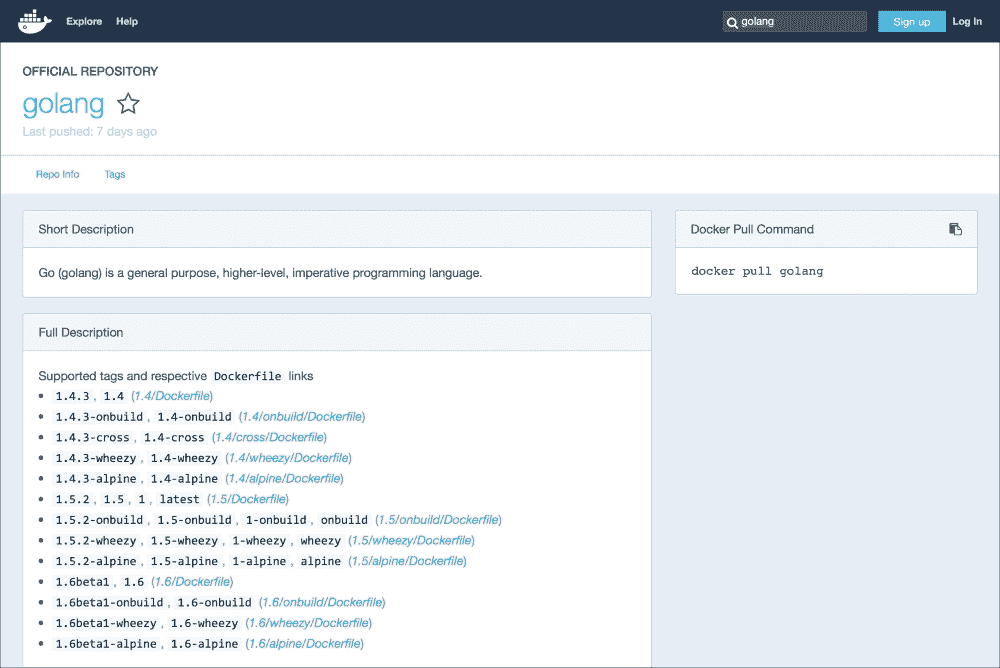 Explore Help golang Sign up Log In
OFFICIAL REPOSITORY
golang
Last pushed: 7 days ago
Repo Info Tags
Short Description
Go (golang) is a general purpose, higher-level, imperative programming language.
Docker Pull Command
docker pull golang
Full Description
Supported tags and respective Dockerfile links
1.4.3, 1.4 (1.4/Dockerfile)
1.4.3-onbuild, 1.4-onbuild (1.4/onbuild/Dockerfile)
1.4.3-cross, 1.4-cross (1.4/cross/Dockerfile)
1.4.3-wheezy, 1.4-wheezy (1.4/wheezy/Dockerfile)
1.4.3-alpine, 1.4-alpine (1.4/alpine/Dockerfile)
1.5.2, 1.5, 1, latest (1.5/Dockerfile)
1.5.2-onbuild, 1.5-onbuild, 1-onbuild, onbuild (1.5/onbuild/Dockerfile)
1.5.2-wheezy, 1.5-wheezy, 1-wheezy, wheezy (1.5/wheezy/Dockerfile)
1.5.2-alpine, 1.5-alpine, 1-alpine, alpine (1.5/alpine/Dockerfile)
1.6beta1, 1.6 (1.6/Dockerfile)
1.6beta1-onbuild, 1.6-onbuild (1.6/onbuild/Dockerfile)
1.6beta1-wheezy, 1.6-wheezy (1.6/wheezy/Dockerfile)
1.6beta1-alpine, 1.6-alpine (1.6/alpine/Dockerfile)